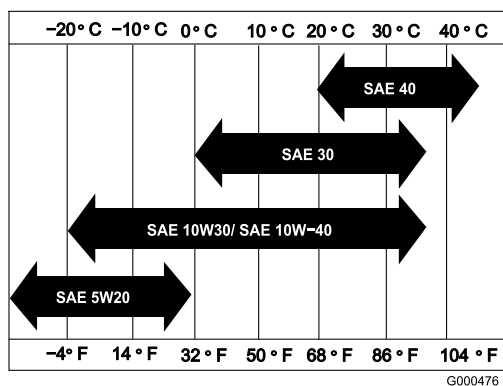 −20° C −10° C 0° C 10° C 20° C 30° C 40° C
SAE 40
SAE 30
SAE 10W30/ SAE 10W−40
SAE 5W20
−4° F 14° F 32° F 50° F 68° F 86° F 104° F
G000476